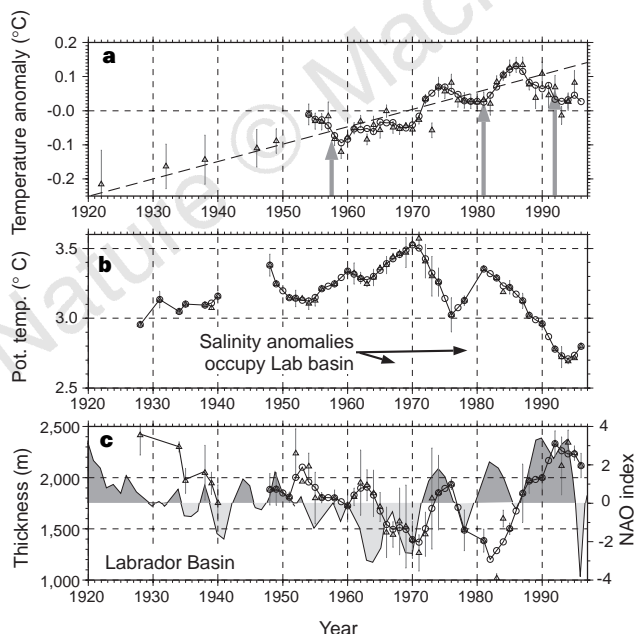 Nature © Mac
a
Temperature anomaly (°C)
0.2
0.1
-0.0
-0.1
-0.2
1920 1930 1940 1950 1960 1970 1980 1990
b
Pot. temp. (° C)
3.5
3.0
2.5
Salinity anomalies
occupy Lab basin
1920 1930 1940 1950 1960 1970 1980 1990
c
Thickness (m)
2,500
2,000
1,500
1,000
4
2
0
-2
-4
NAO index
Labrador Basin
1920 1930 1940 1950 1960 1970 1980 1990
Year